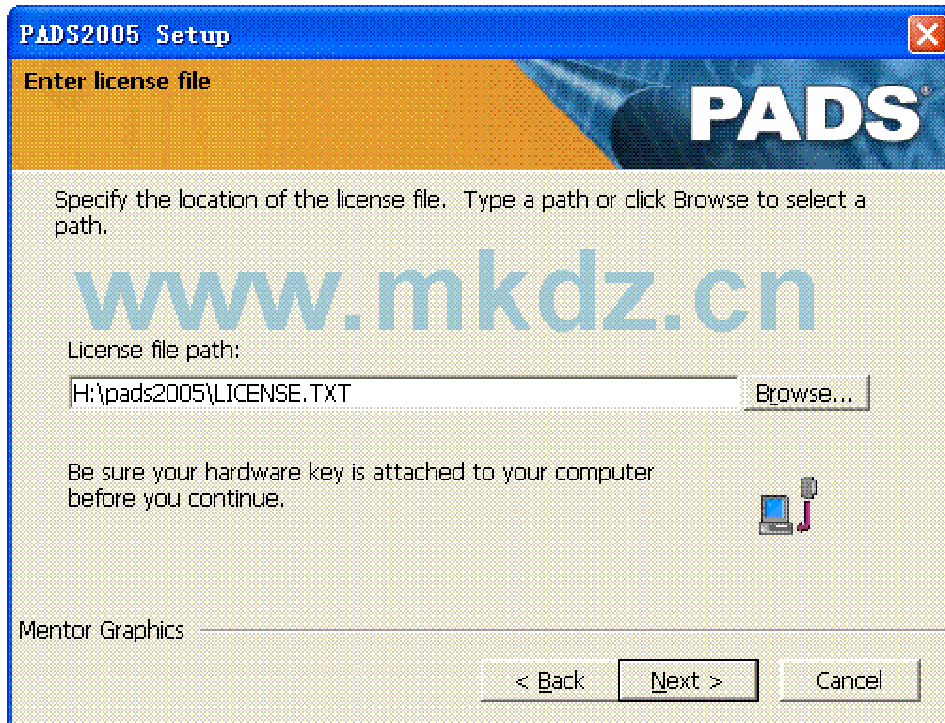 PADS2005 Setup
Enter license file
PADS®
Specify the location of the license file. Type a path or click Browse to select a
path.
www.mkdz.cn
License file path:
H:\pads2005\LICENSE.TXT
Browse...
Be sure your hardware key is attached to your computer
before you continue.
Mentor Graphics
< Back
Next >
Cancel